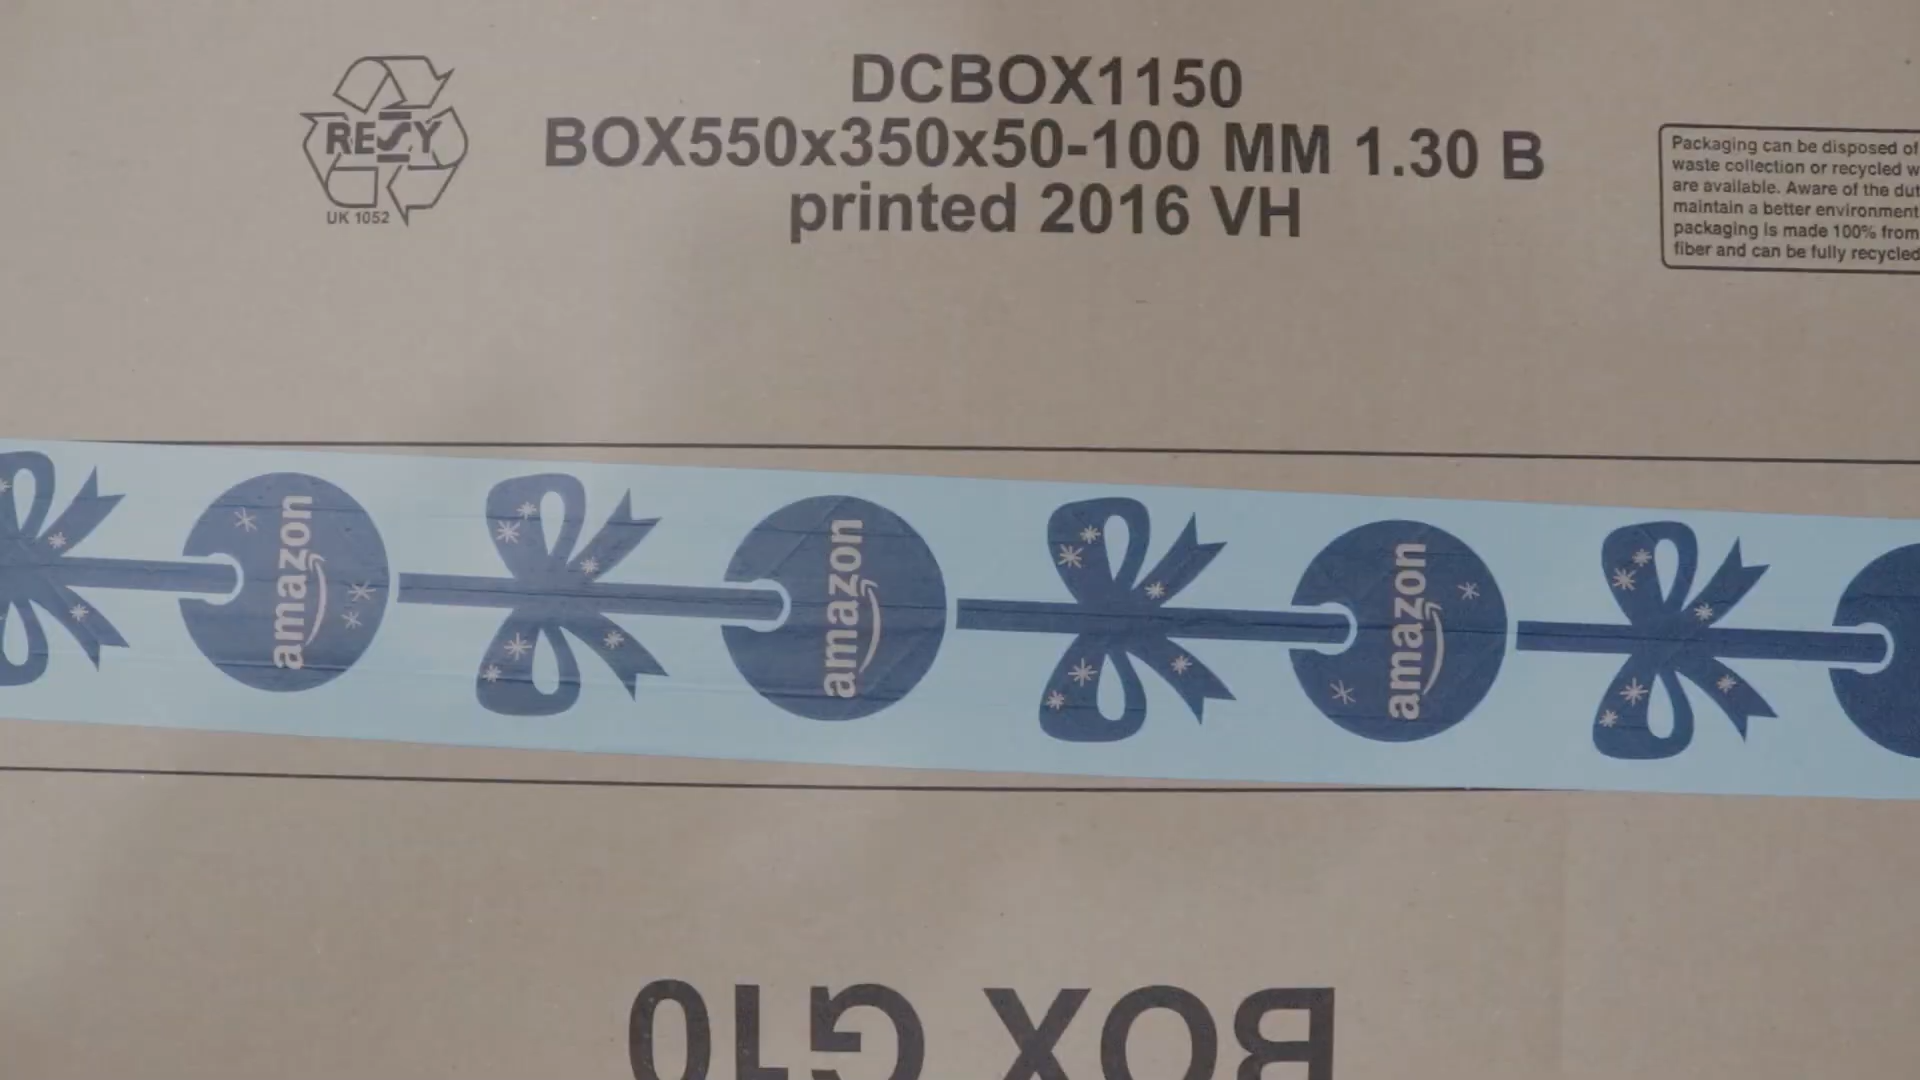 RESY
UK 1052
DCBOX1150
BOX550x350x50-100 MM 1.30 B
printed 2016 VH
Packaging can be disposed of
waste collection or recycled w
are available. Aware of the dut
maintain a better environment
packaging is made 100% from
fiber and can be fully recycled
amazon
amazon
amazon
BOX G10